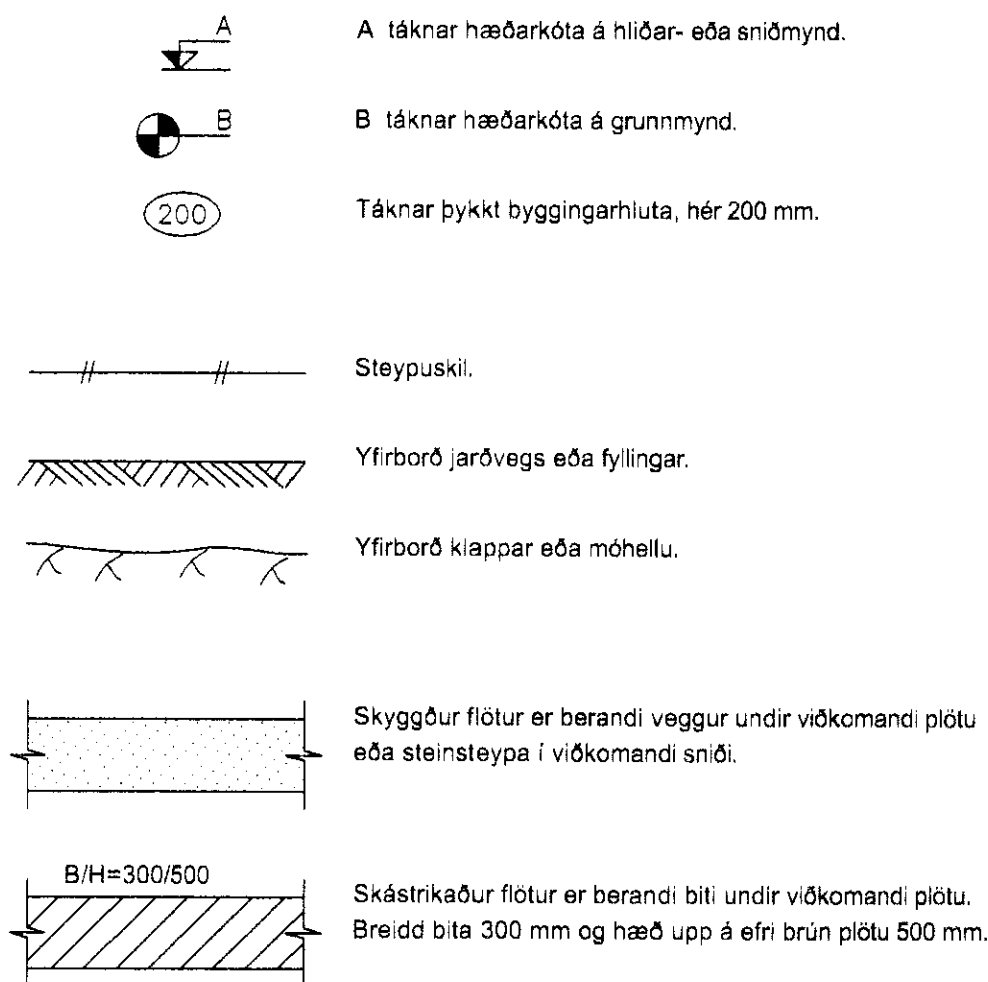 A
A táknar hæðarkóta á hliðar- eða sniðmynd.
B
B táknar hæðarkóta á grunnmynd.
200
Táknar þykkt byggingarhluta, hér 200 mm.
Steypuskil.
Yfirborð jarðvegs eða fyllingar.
Yfirborð klappar eða móhellu.
Skyggður flötur er berandi veggur undir viðkomandi plötu
eða steinsteypa í viðkomandi sniði.
B/H=300/500
Skástrikaður flötur er berandi biti undir viðkomandi plötu.
Breidd bita 300 mm og hæð upp á efri brún plötu 500 mm.